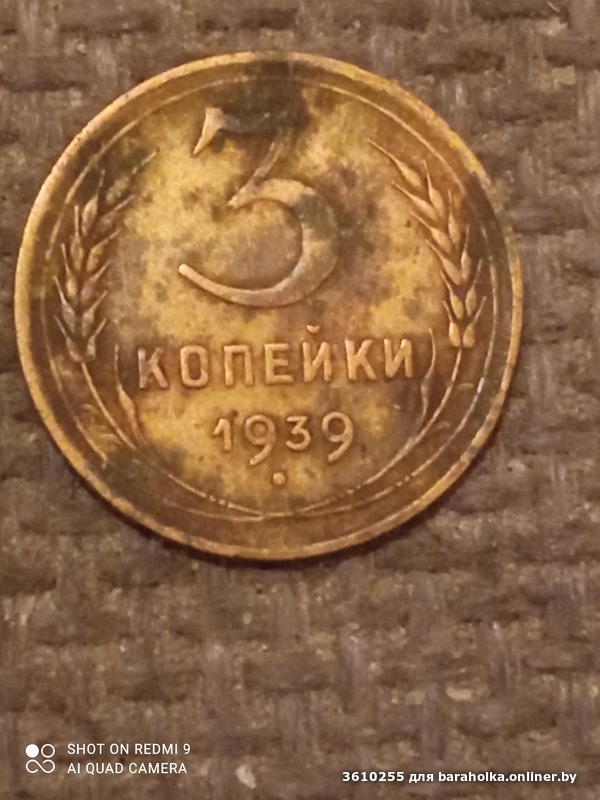 3
КОПЕЙКИ
1939
SHOT ON REDMI 9
AI QUAD CAMERA
3610255 для baraholka.onliner.by